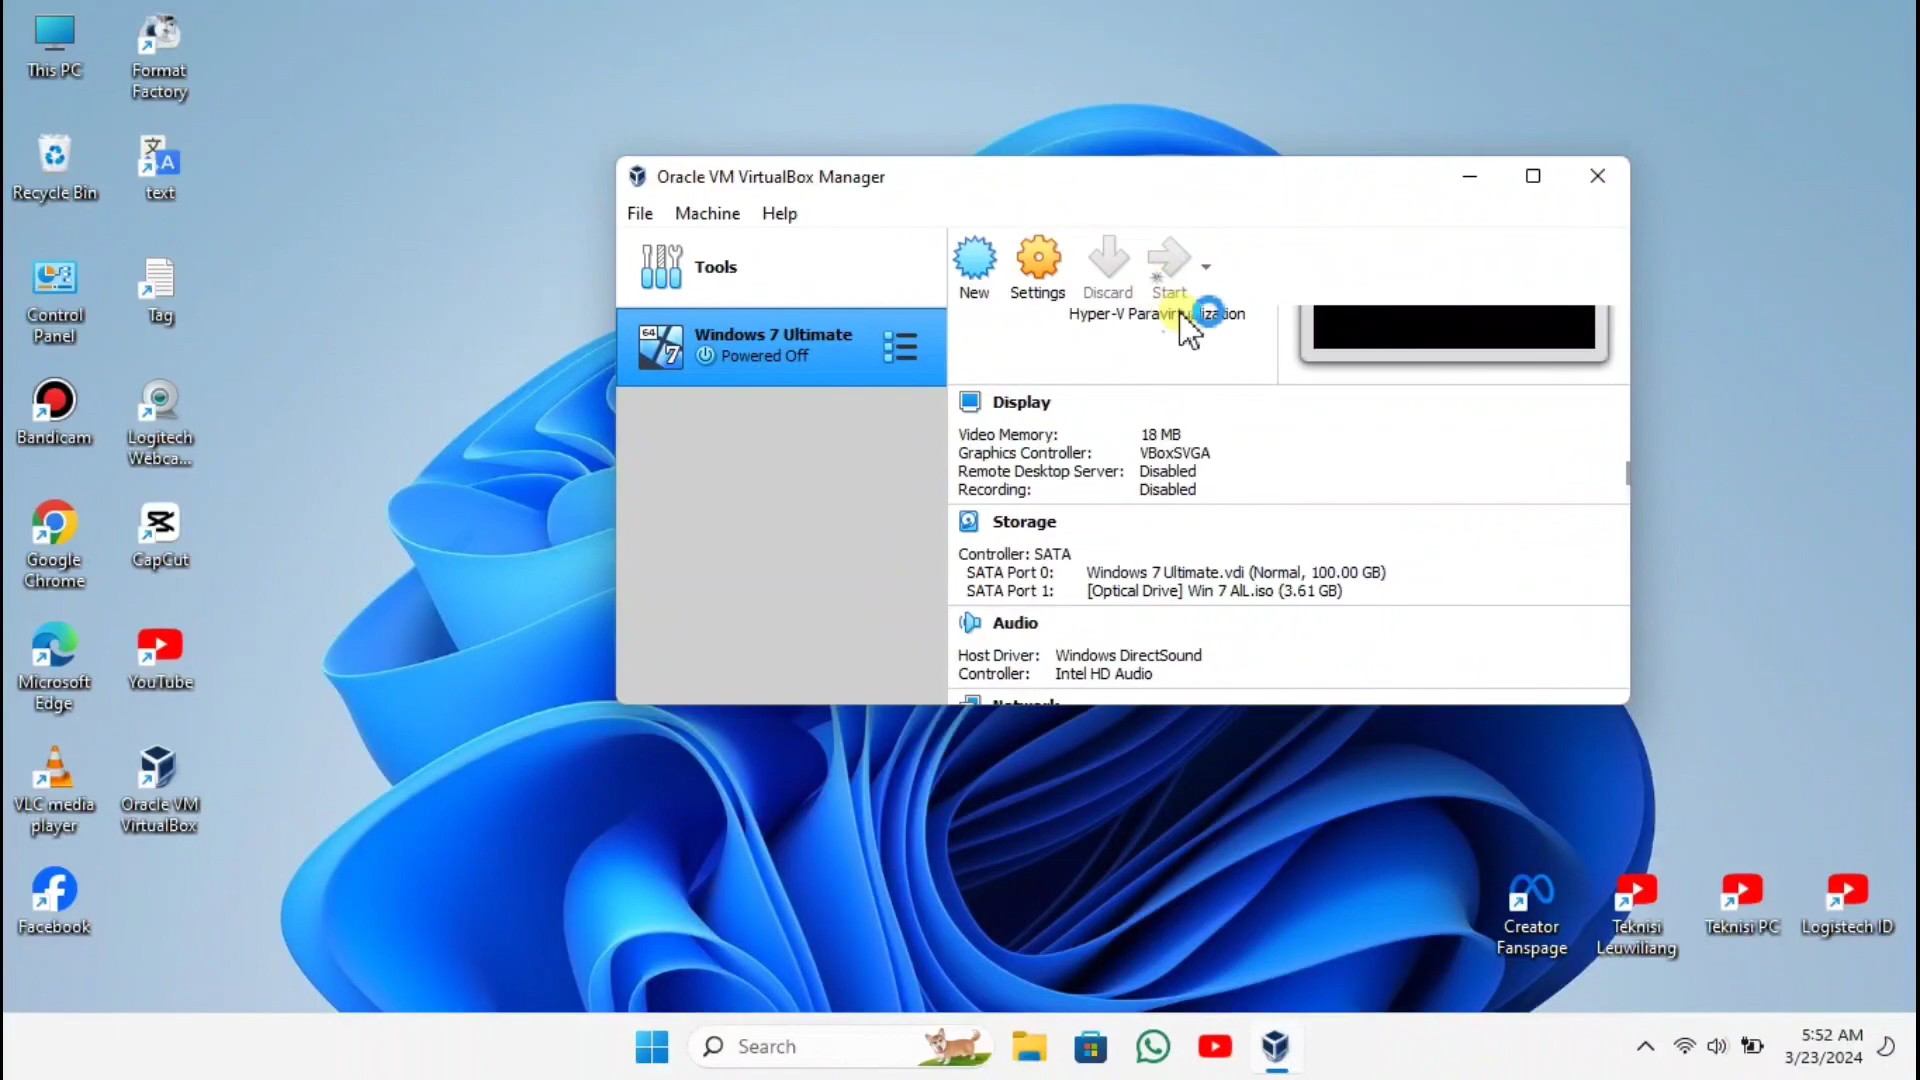 This PC
Format
Factory
Recycle Bin
text
Control
Panel
Tag
Bandicam
Logitech
Webca...
Google
Chrome
CapCut
Microsoft
Edge
YouTube
VLC media
player
Oracle VM
VirtualBox
Facebook
Oracle VM VirtualBox Manager
File Machine Help
Tools
New Settings Discard Start
Windows 7 Ultimate
Powered Off
64
7
Hyper-V Paravirtualization
Display
Video Memory: 18 MB
Graphics Controller: VBoxSVGA
Remote Desktop Server: Disabled
Recording: Disabled
Storage
Controller: SATA
SATA Port 0: Windows 7 Ultimate.vdi (Normal, 100.00 GB)
SATA Port 1: [Optical Drive] Win 7 AlL.iso (3.61 GB)
Audio
Host Driver: Windows DirectSound
Controller: Intel HD Audio
Network
Creator
Fanspage
Teknisi
Leuwiliang
Teknisi PC
Logistech ID
Search
5:52 AM
3/23/2024